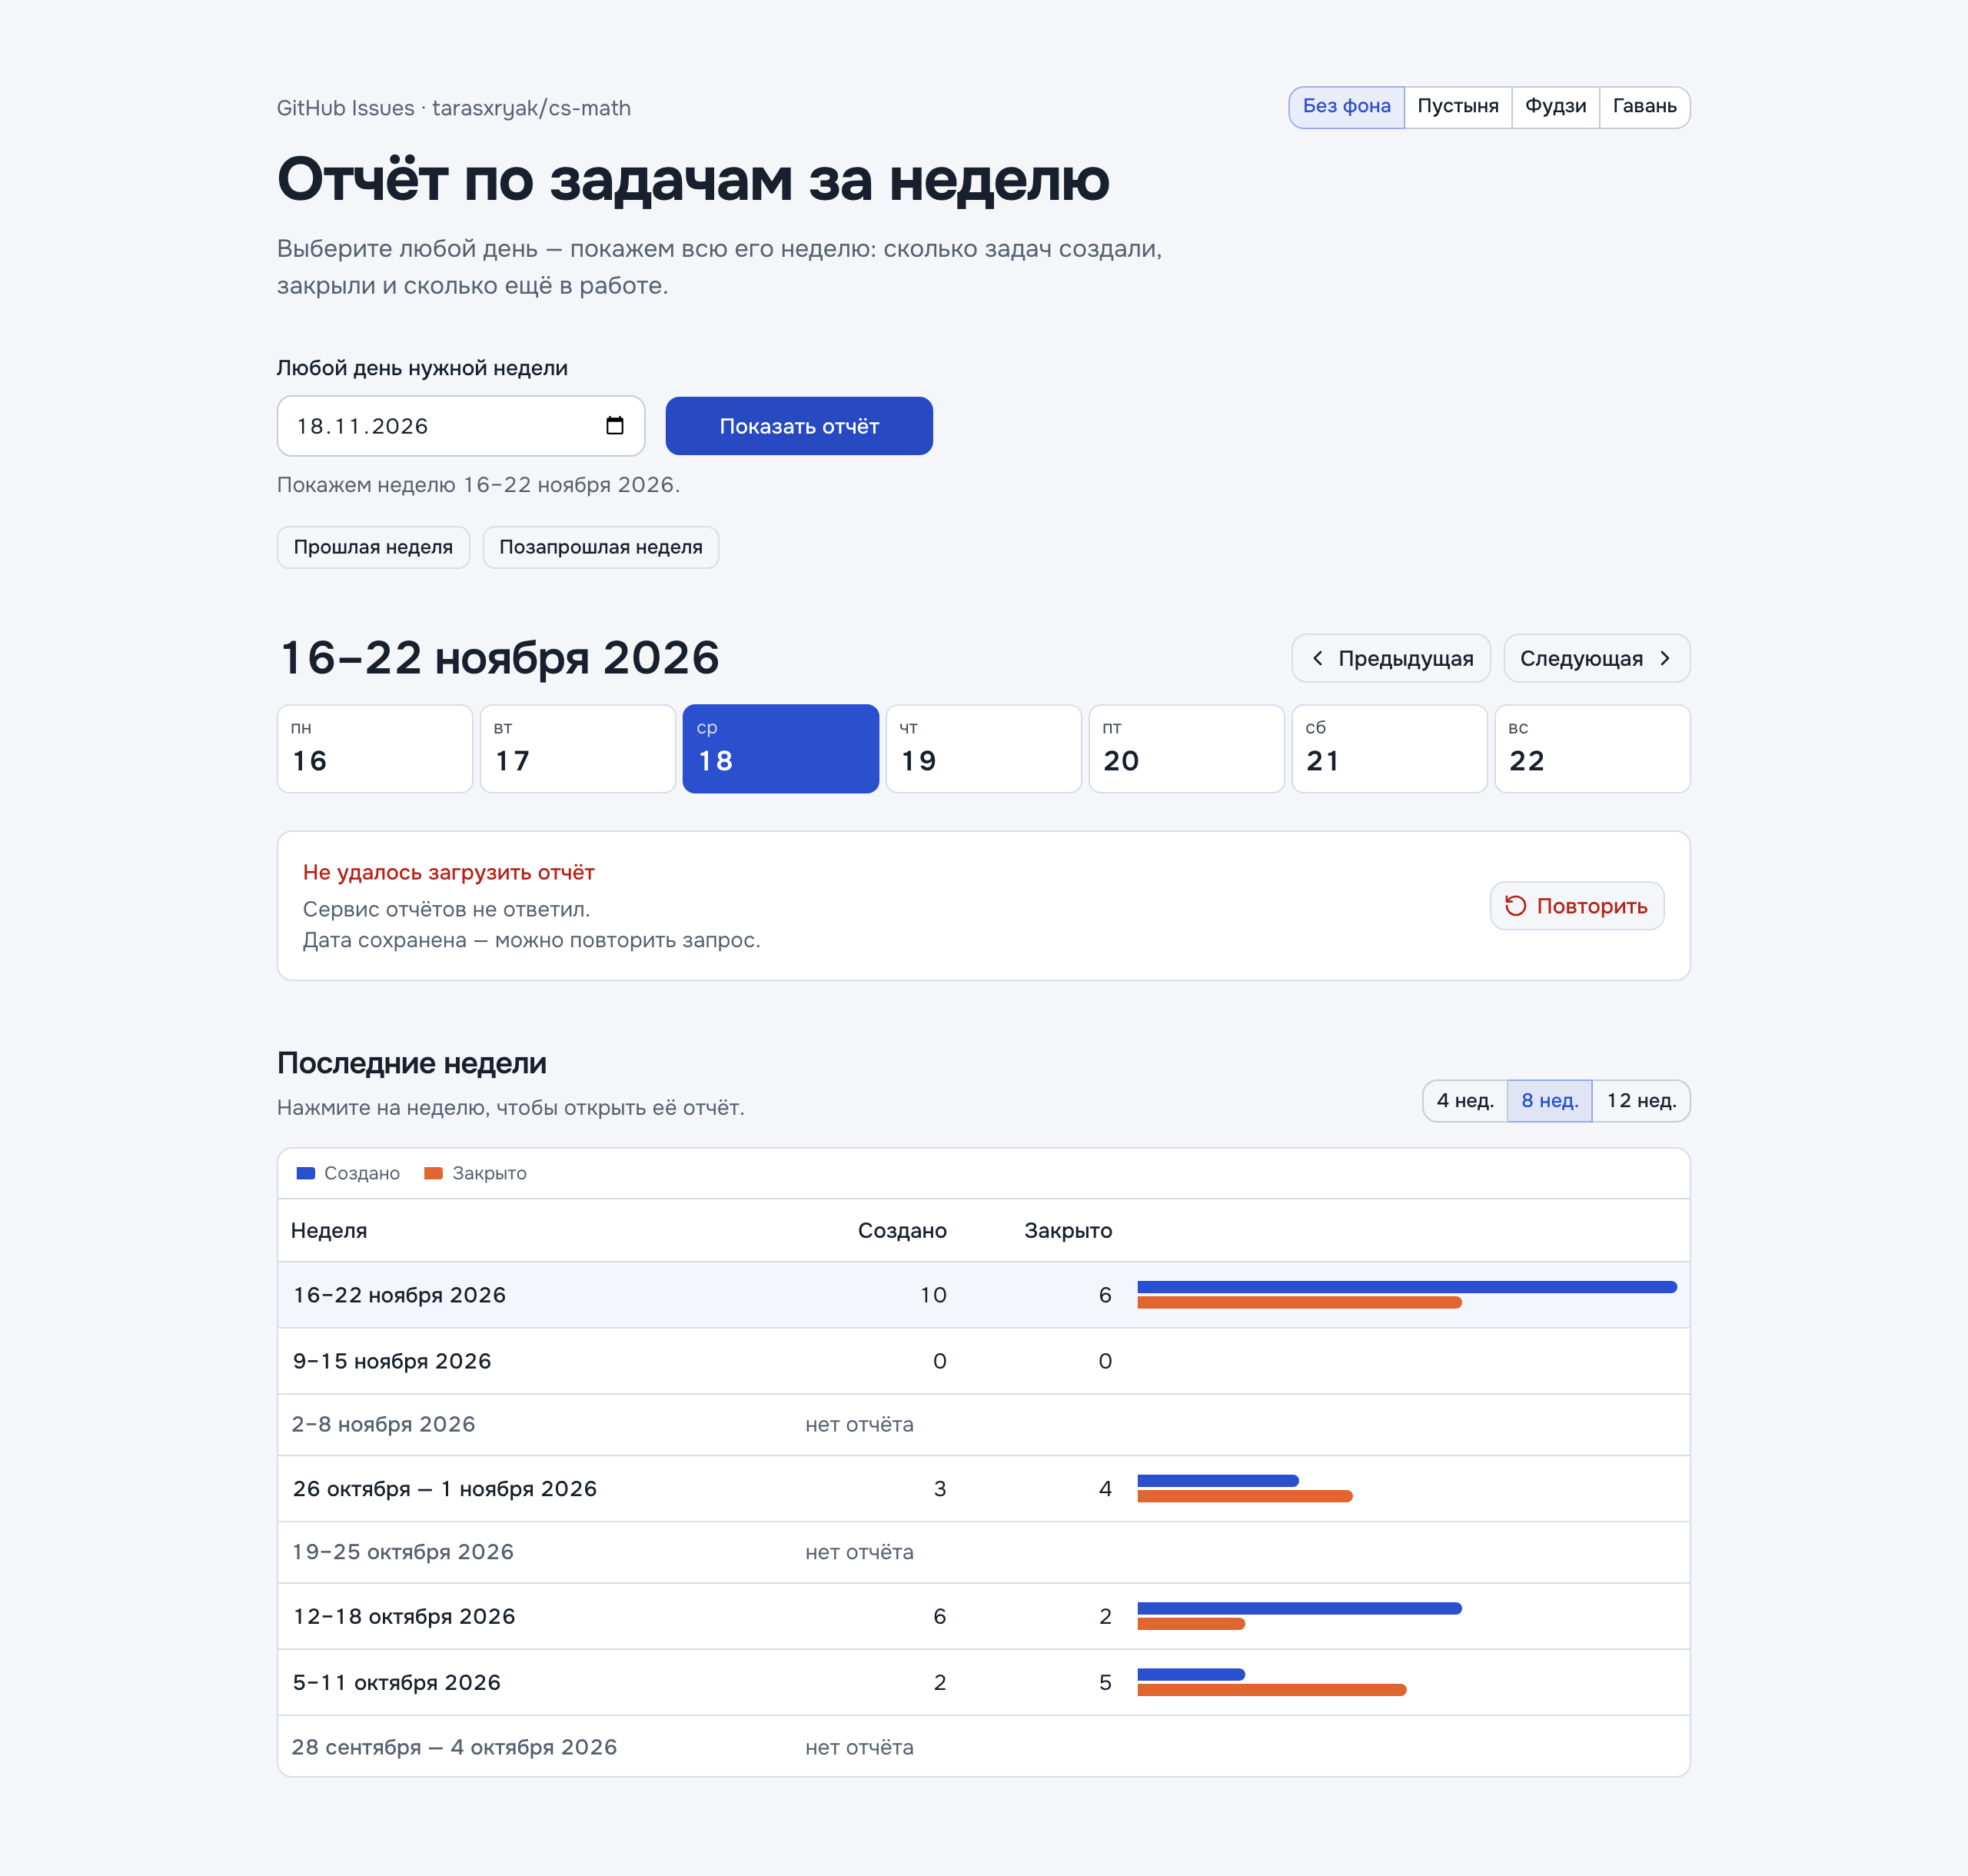 GitHub Issues · tarasxryak/cs-math
Без фона Пустыня Фудзи Гавань
Отчёт по задачам за неделю
Выберите любой день — покажем всю его неделю: сколько задач создали,
закрыли и сколько ещё в работе.
Любой день нужной недели
18.11.2026
Показать отчёт
Покажем неделю 16–22 ноября 2026.
Прошлая неделя Позапрошлая неделя
16–22 ноября 2026
Предыдущая Следующая
пн вт ср чт пт сб вс
16 17 18 19 20 21 22
Не удалось загрузить отчёт
Сервис отчётов не ответил.
Дата сохранена — можно повторить запрос.
Повторить
Последние недели
Нажмите на неделю, чтобы открыть её отчёт.
4 нед. 8 нед. 12 нед.
Создано Закрыто
Неделя Создано Закрыто
16–22 ноября 2026 10 6
9–15 ноября 2026 0 0
2–8 ноября 2026 нет отчёта
26 октября — 1 ноября 2026 3 4
19–25 октября 2026 нет отчёта
12–18 октября 2026 6 2
5–11 октября 2026 2 5
28 сентября — 4 октября 2026 нет отчёта